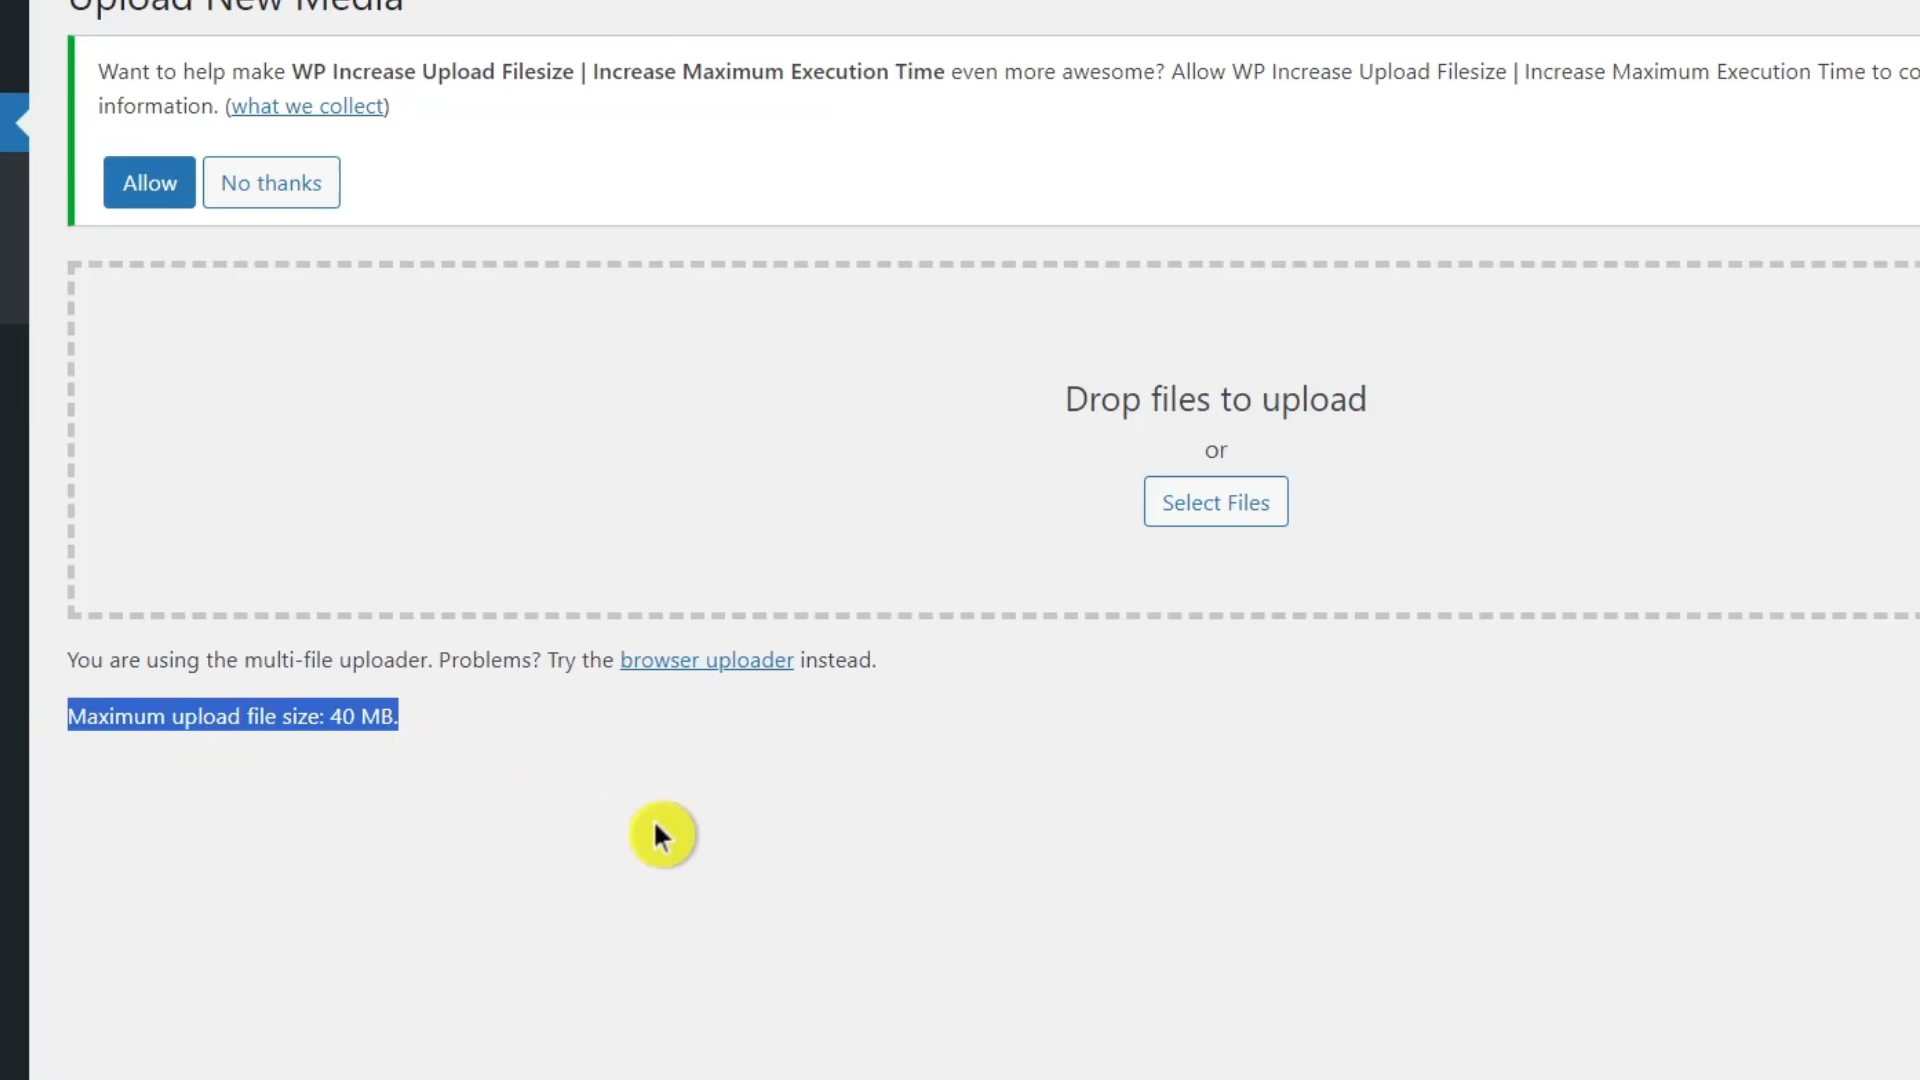 Upload New Media
Want to help make WP Increase Upload Filesize | Increase Maximum Execution Time even more awesome? Allow WP Increase Upload Filesize | Increase Maximum Execution Time to
information. (what we collect)
Allow No thanks
Drop files to upload
or
Select Files
You are using the multi-file uploader. Problems? Try the browser uploader instead.
Maximum upload file size: 40 MB.